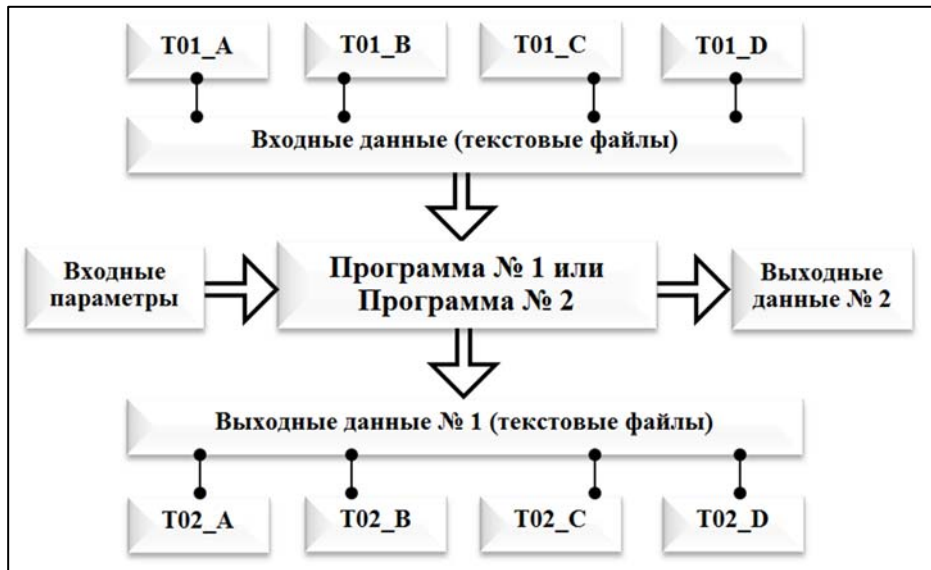 T01_A
T01_B
T01_C
T01_D
Входные данные (текстовые файлы)
Входные
параметры
Программа № 1 или
Программа № 2
Выходные
данные № 2
Выходные данные № 1 (текстовые файлы)
T02_A
T02_B
T02_C
T02_D